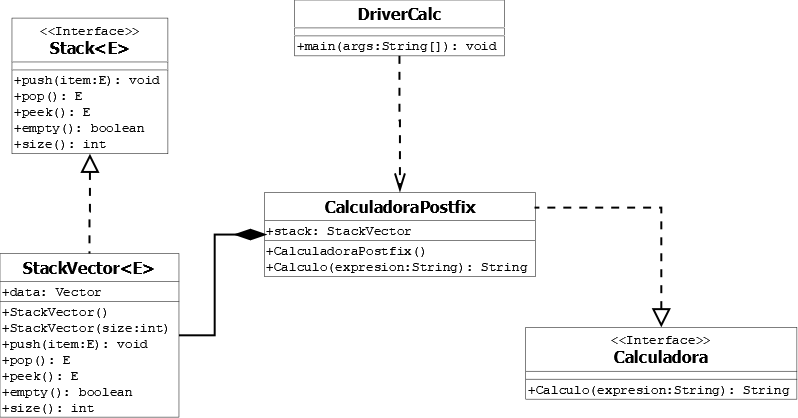 <<Interface>>
Stack<E>
+push(item:E): void
+pop(): E
+peek(): E
+empty(): boolean
+size(): int
DriverCalc
+main(args:String[]): void
CalculadoraPostfix
+stack: StackVector
+CalculadoraPostfix()
+Calculo(expresion:String): String
StackVector<E>
+data: Vector
+StackVector()
+StackVector(size:int)
+push(item:E): void
+pop(): E
+peek(): E
+empty(): boolean
+size(): int
<<Interface>>
Calculadora
+Calculo(expresion:String): String